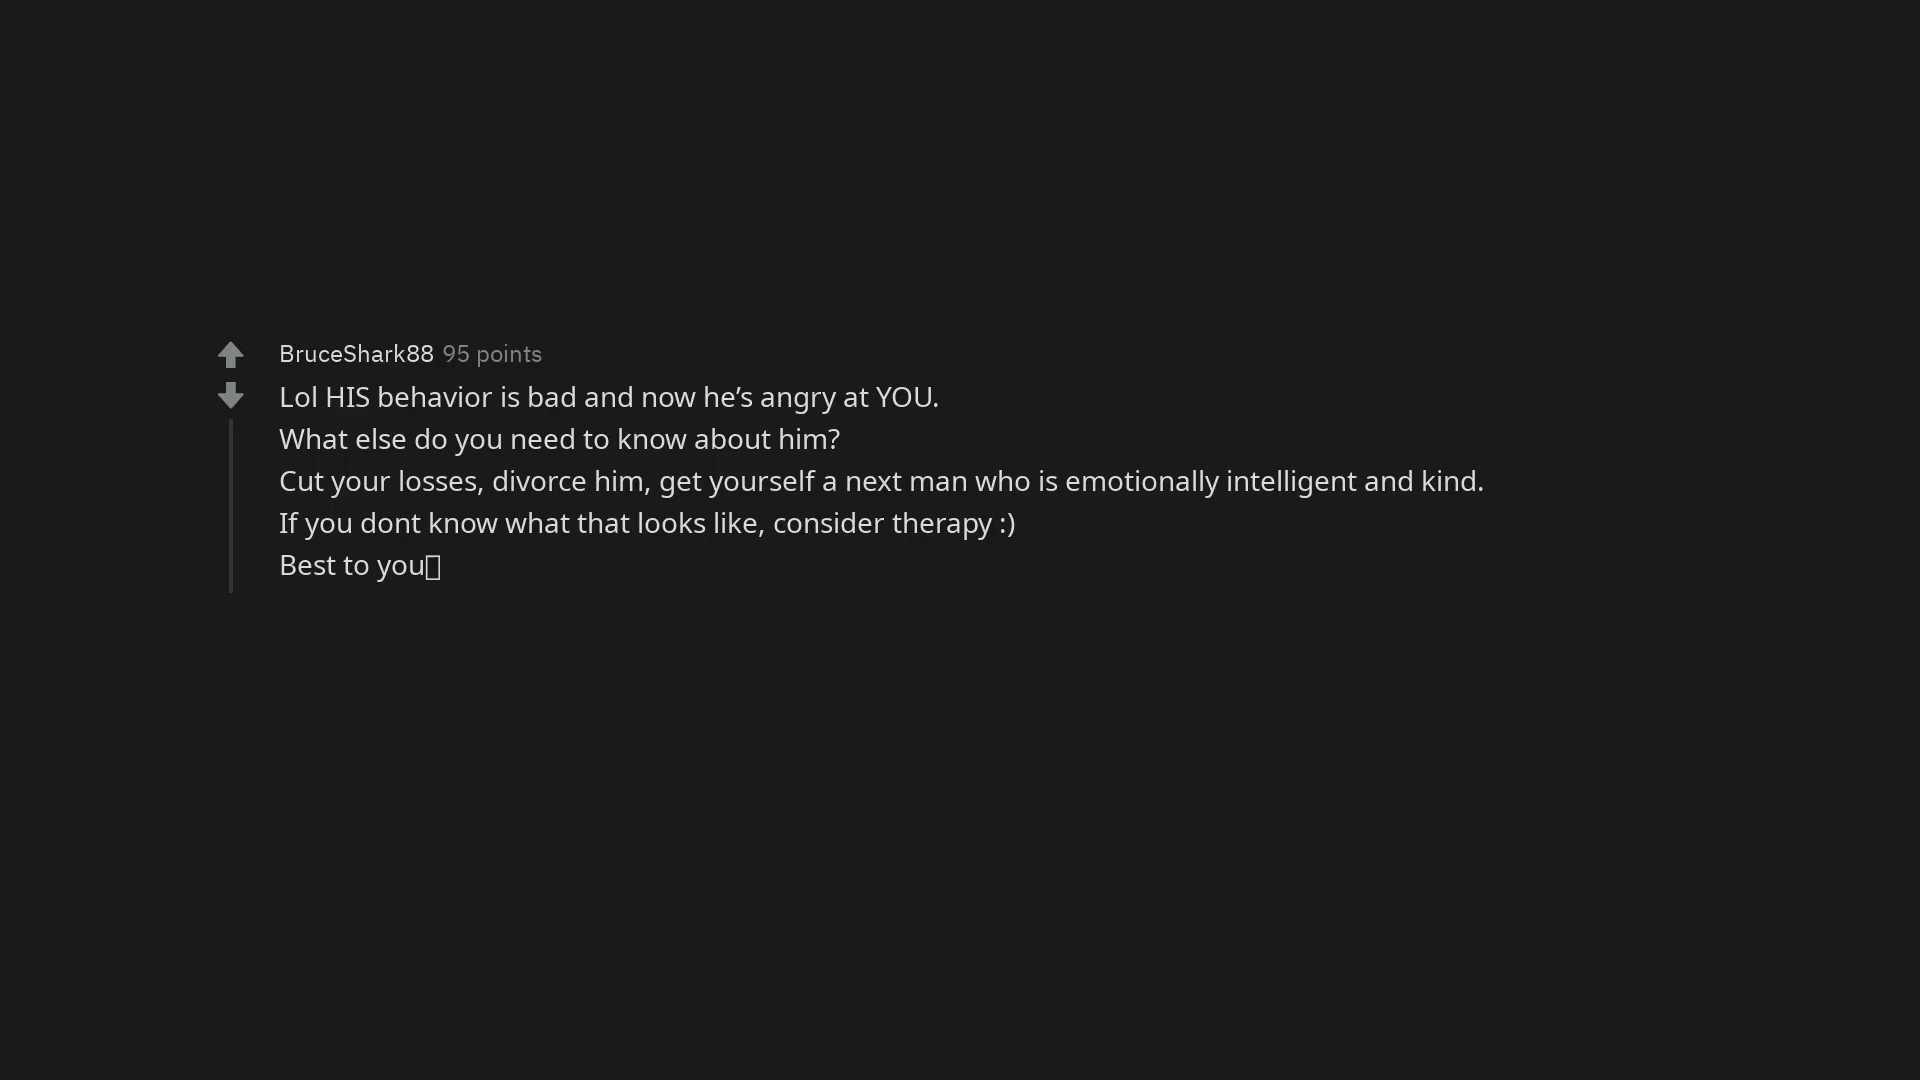 BruceShark88 95 points
Lol HIS behavior is bad and now he’s angry at YOU.
What else do you need to know about him?
Cut your losses, divorce him, get yourself a next man who is emotionally intelligent and kind.
If you dont know what that looks like, consider therapy :)
Best to you